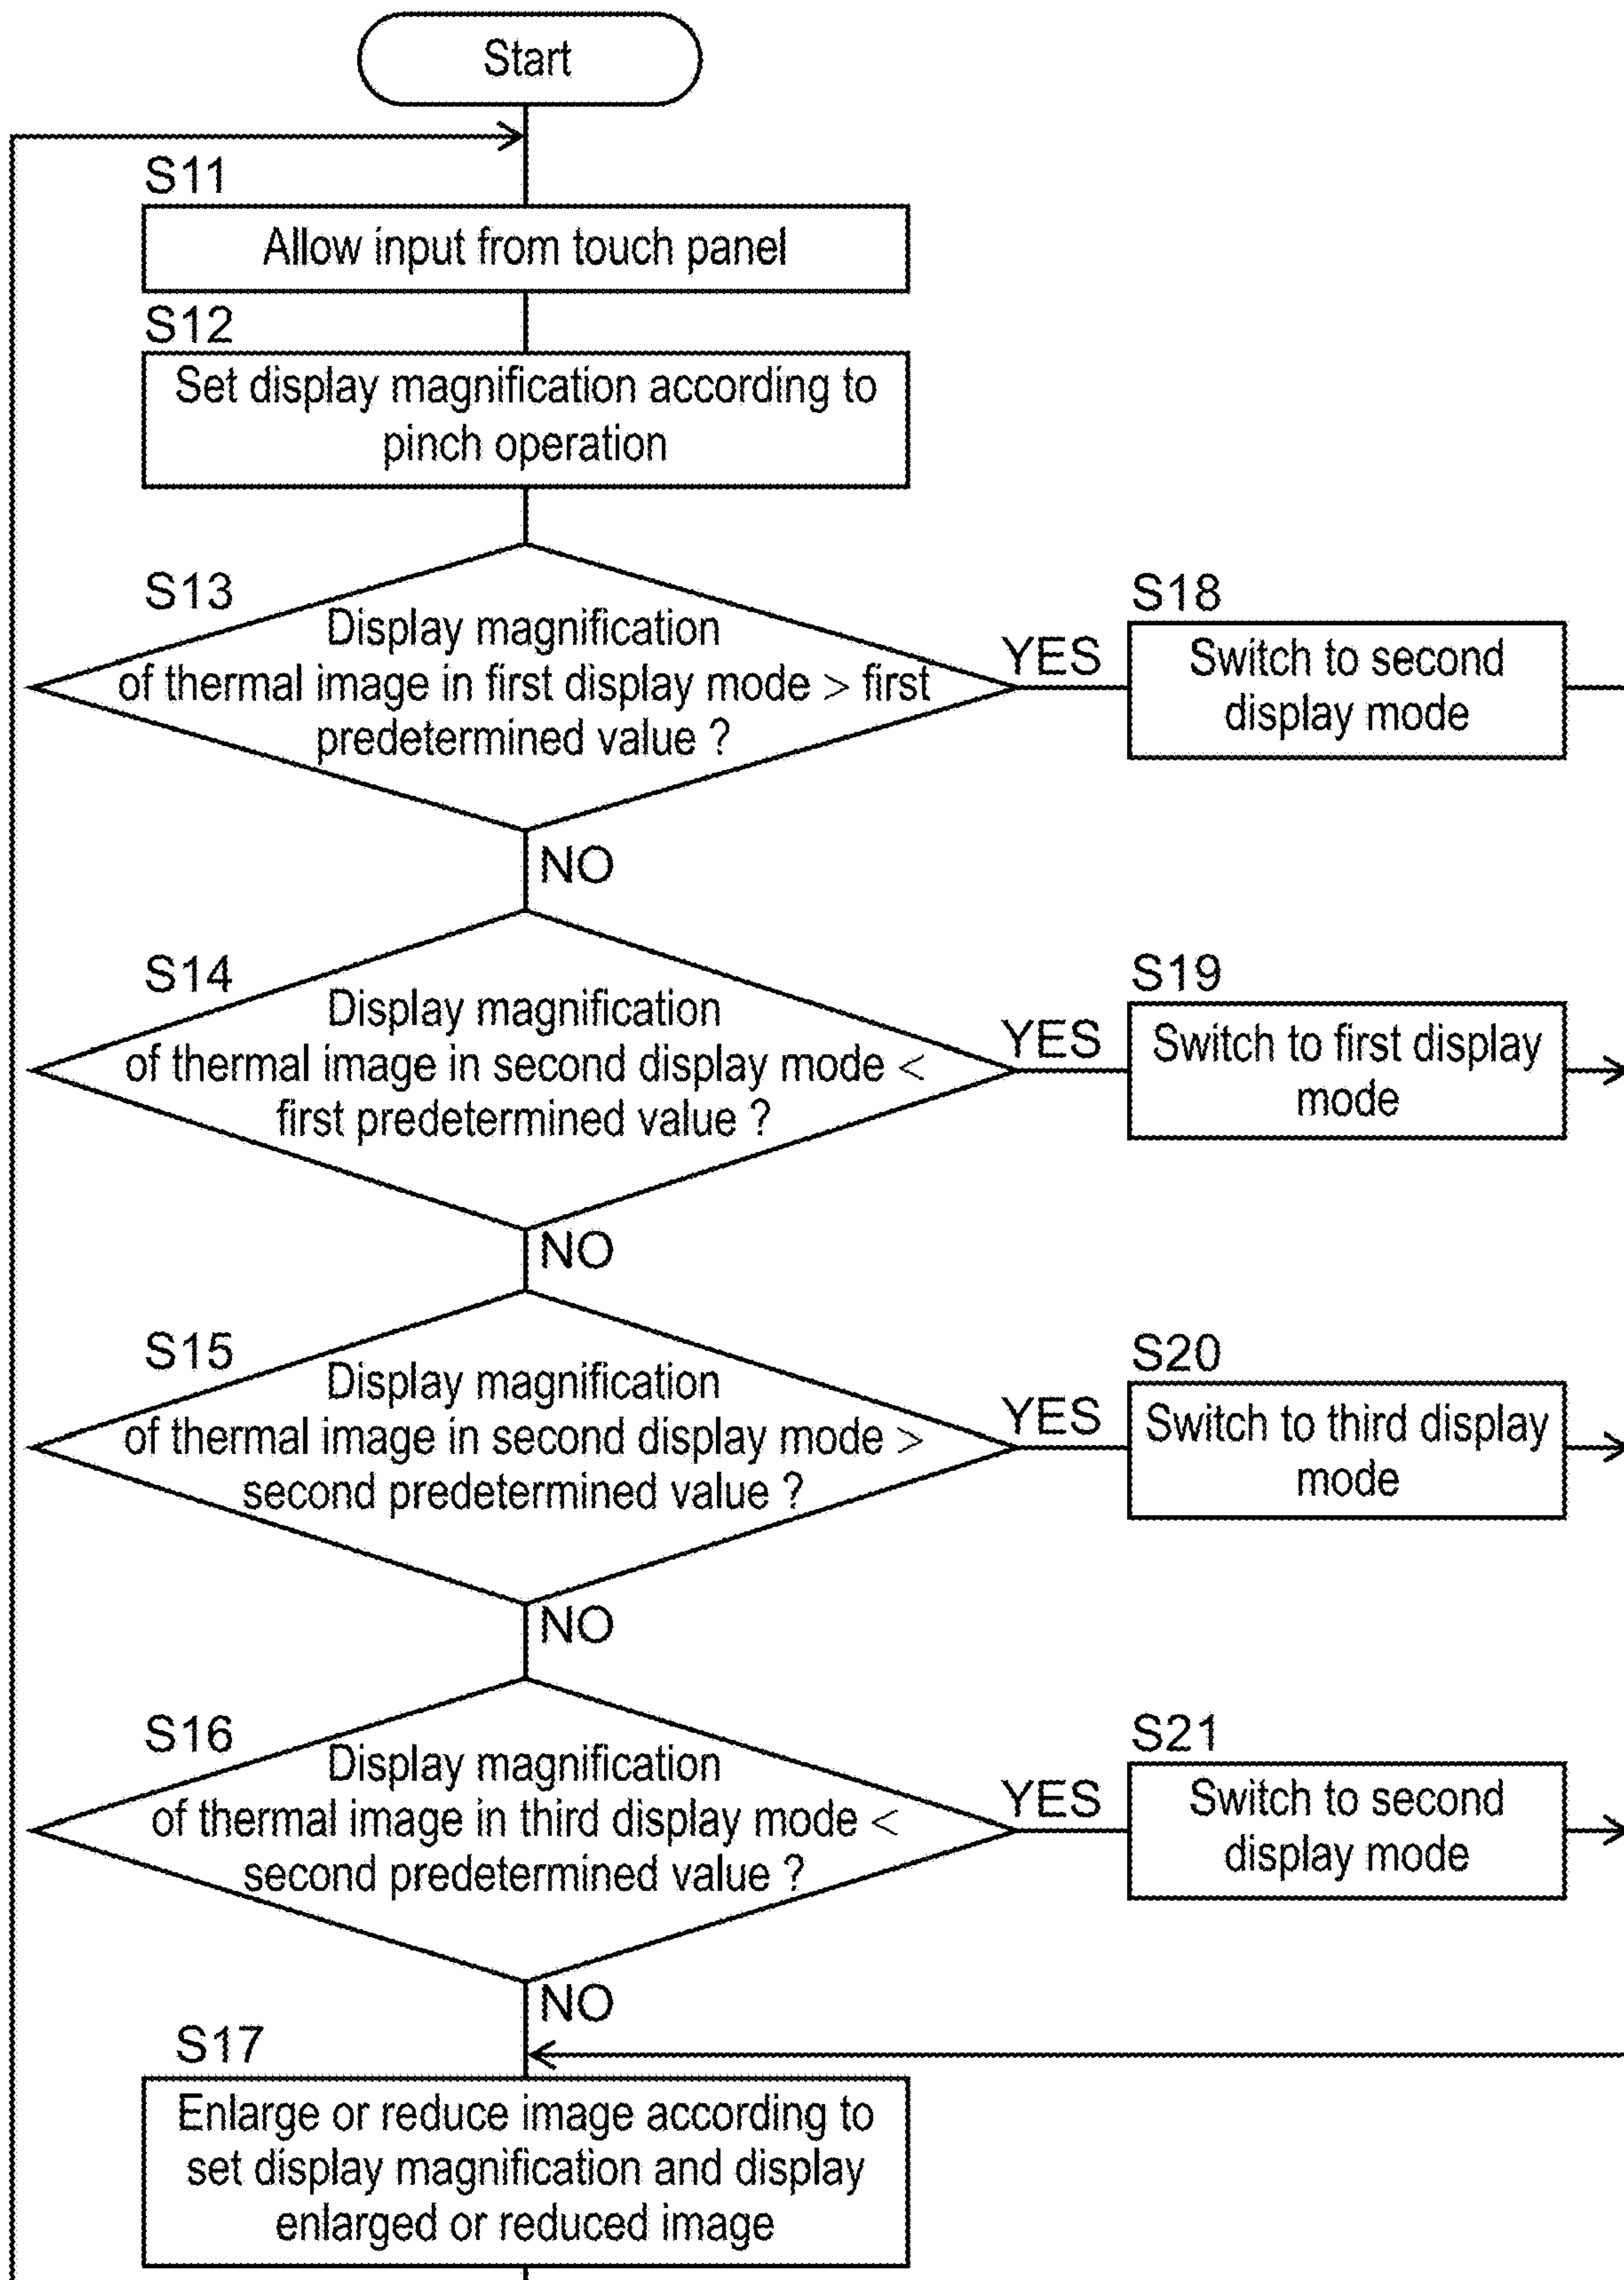 Start
S11
Allow input from touch panel
S12
Set display magnification according to
pinch operation
S13
Display magnification
of thermal image in first display mode > first
predetermined value ?
YES
S18
Switch to second
display mode
NO
S14
Display magnification
of thermal image in second display mode <
first predetermined value ?
YES
S19
Switch to first display
mode
NO
S15
Display magnification
of thermal image in second display mode >
second predetermined value ?
YES
S20
Switch to third display
mode
NO
S16
Display magnification
of thermal image in third display mode <
second predetermined value ?
YES
S21
Switch to second
display mode
NO
S17
Enlarge or reduce image according to
set display magnification and display
enlarged or reduced image